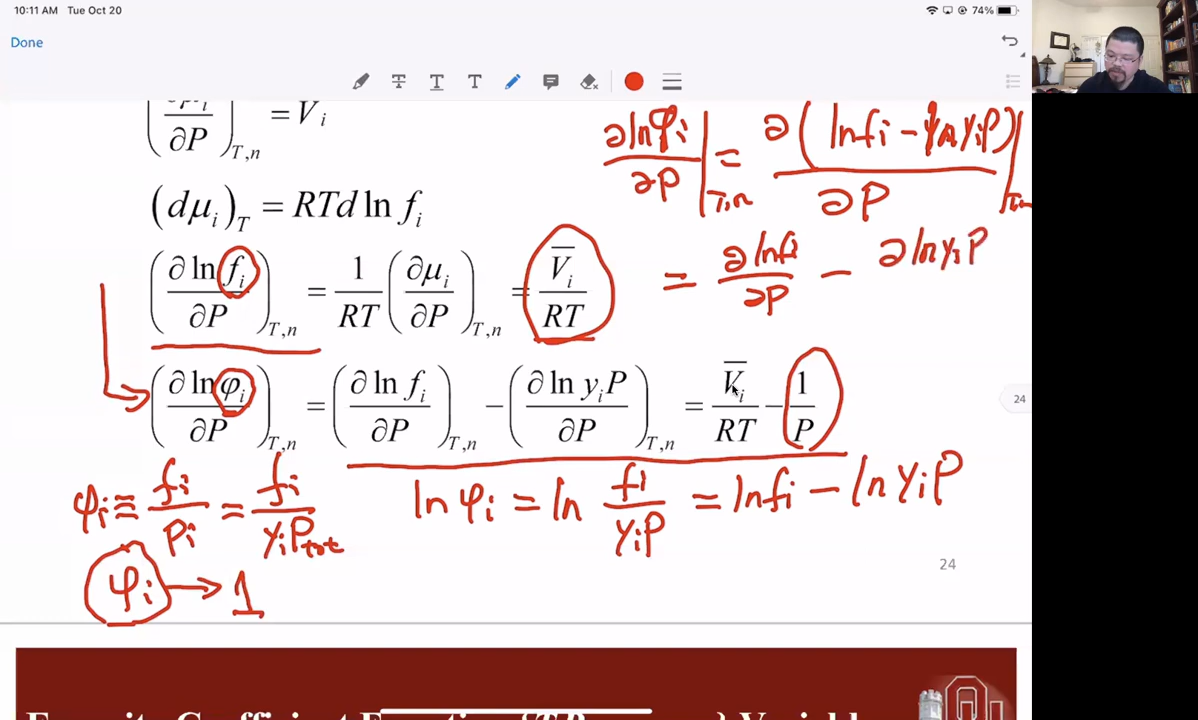 10:11 AM Tue Oct 20
74%
Done
T T T
∂P T,n = V̅i
(dμi)T = RTd ln fi
(∂ ln fi / ∂P)T,n = 1/RT (∂μi / ∂P)T,n = V̅i / RT
(∂ ln φi / ∂P)T,n = (∂ ln fi / ∂P)T,n − (∂ ln yiP / ∂P)T,n = V̅i / RT − 1 / P
∂lnφi / ∂P |T,n = ∂(lnfi − ln yiP) / ∂P |
= ∂lnfi / ∂P − ∂lnyiP
φi ≡ fi / Pi = fi / yiPtot
ln φi = ln fi / yiP = lnfi − ln yiP
φi → 1
24
24